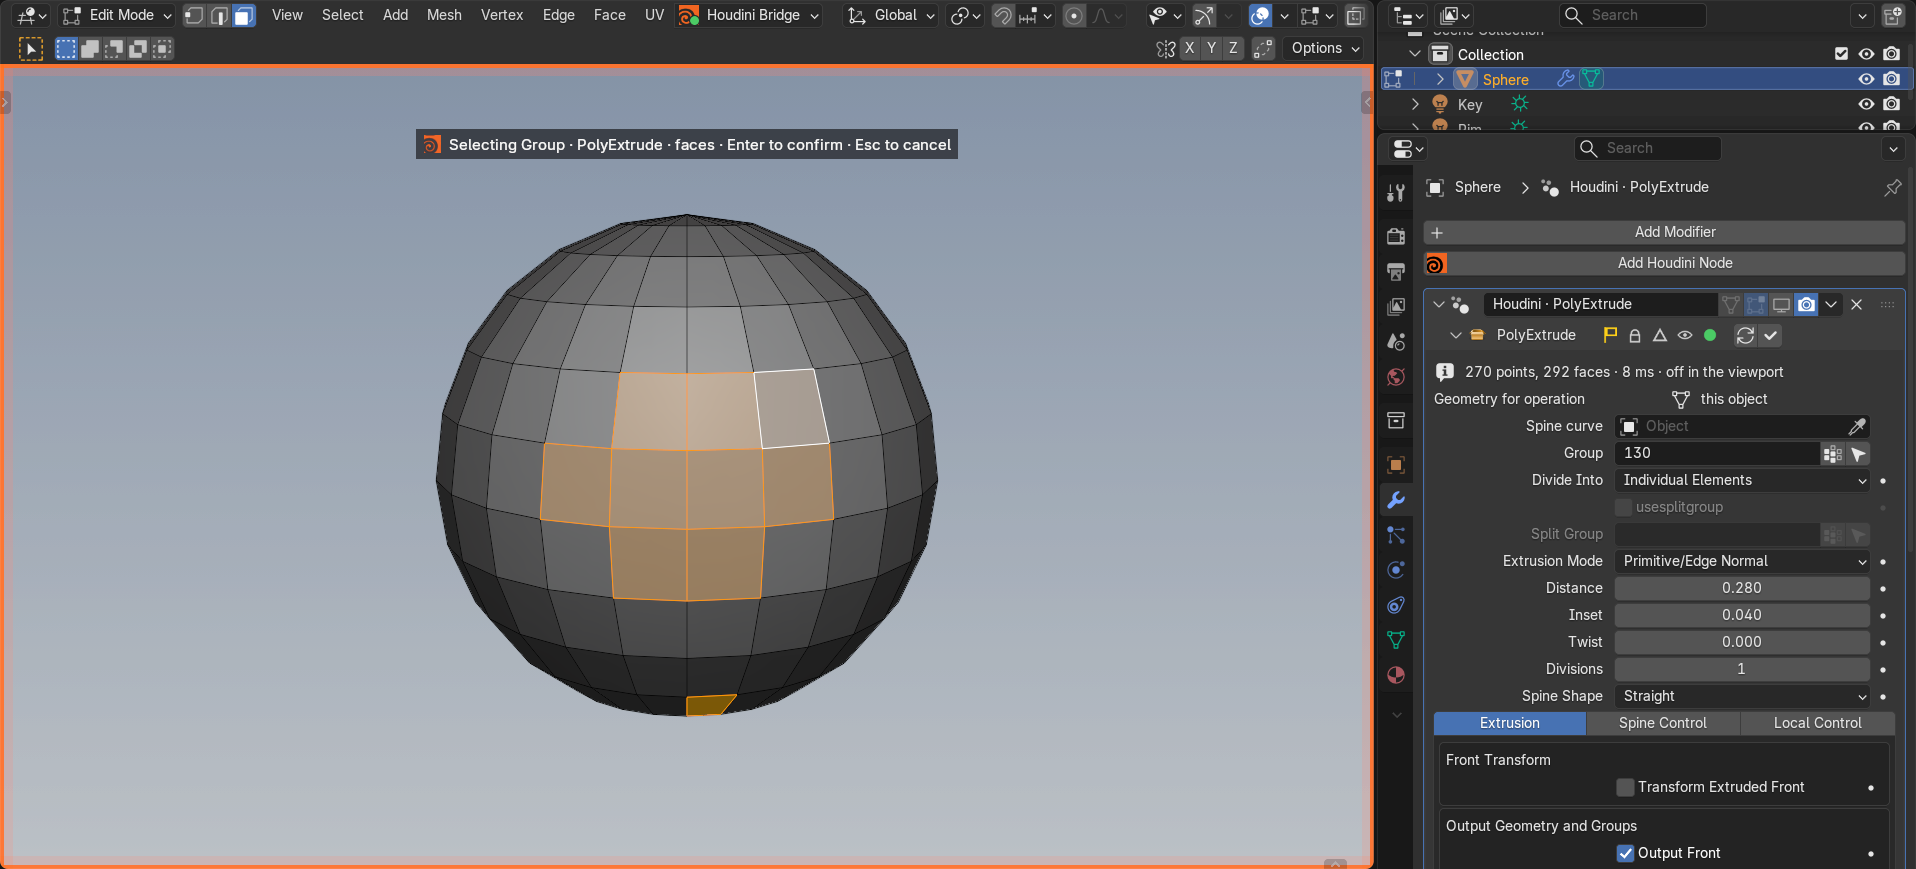 Edit Mode View Select Add Mesh Vertex Edge Face UV Houdini Bridge Global Search
X Y Z Options
Scene Collection
Collection
Sphere
Key
Rim
Selecting Group · PolyExtrude · faces · Enter to confirm · Esc to cancel
Search
Sphere Houdini · PolyExtrude
Add Modifier
Add Houdini Node
Houdini · PolyExtrude
PolyExtrude
270 points, 292 faces · 8 ms · off in the viewport
Geometry for operation this object
Spine curve Object
Group 130
Divide Into Individual Elements
usesplitgroup
Split Group
Extrusion Mode Primitive/Edge Normal
Distance 0.280
Inset 0.040
Twist 0.000
Divisions 1
Spine Shape Straight
Extrusion Spine Control Local Control
Front Transform
Transform Extruded Front
Output Geometry and Groups
Output Front